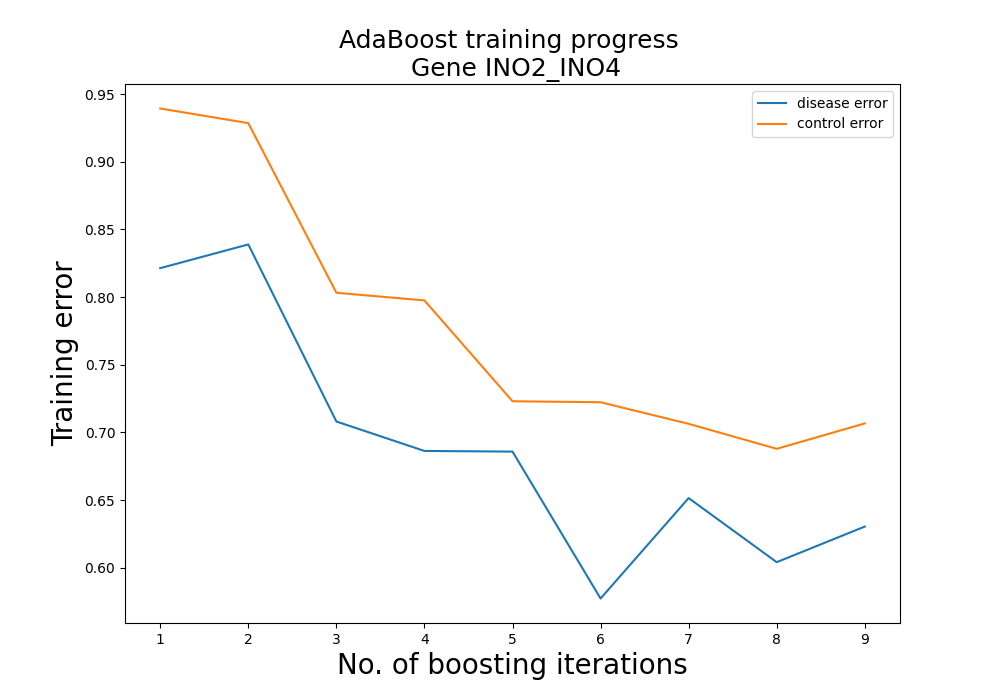 AdaBoost training progress
Gene INO2_INO4
disease error
control error
Training error
0.95
0.90
0.85
0.80
0.75
0.70
0.65
0.60
1 2 3 4 5 6 7 8 9
No. of boosting iterations